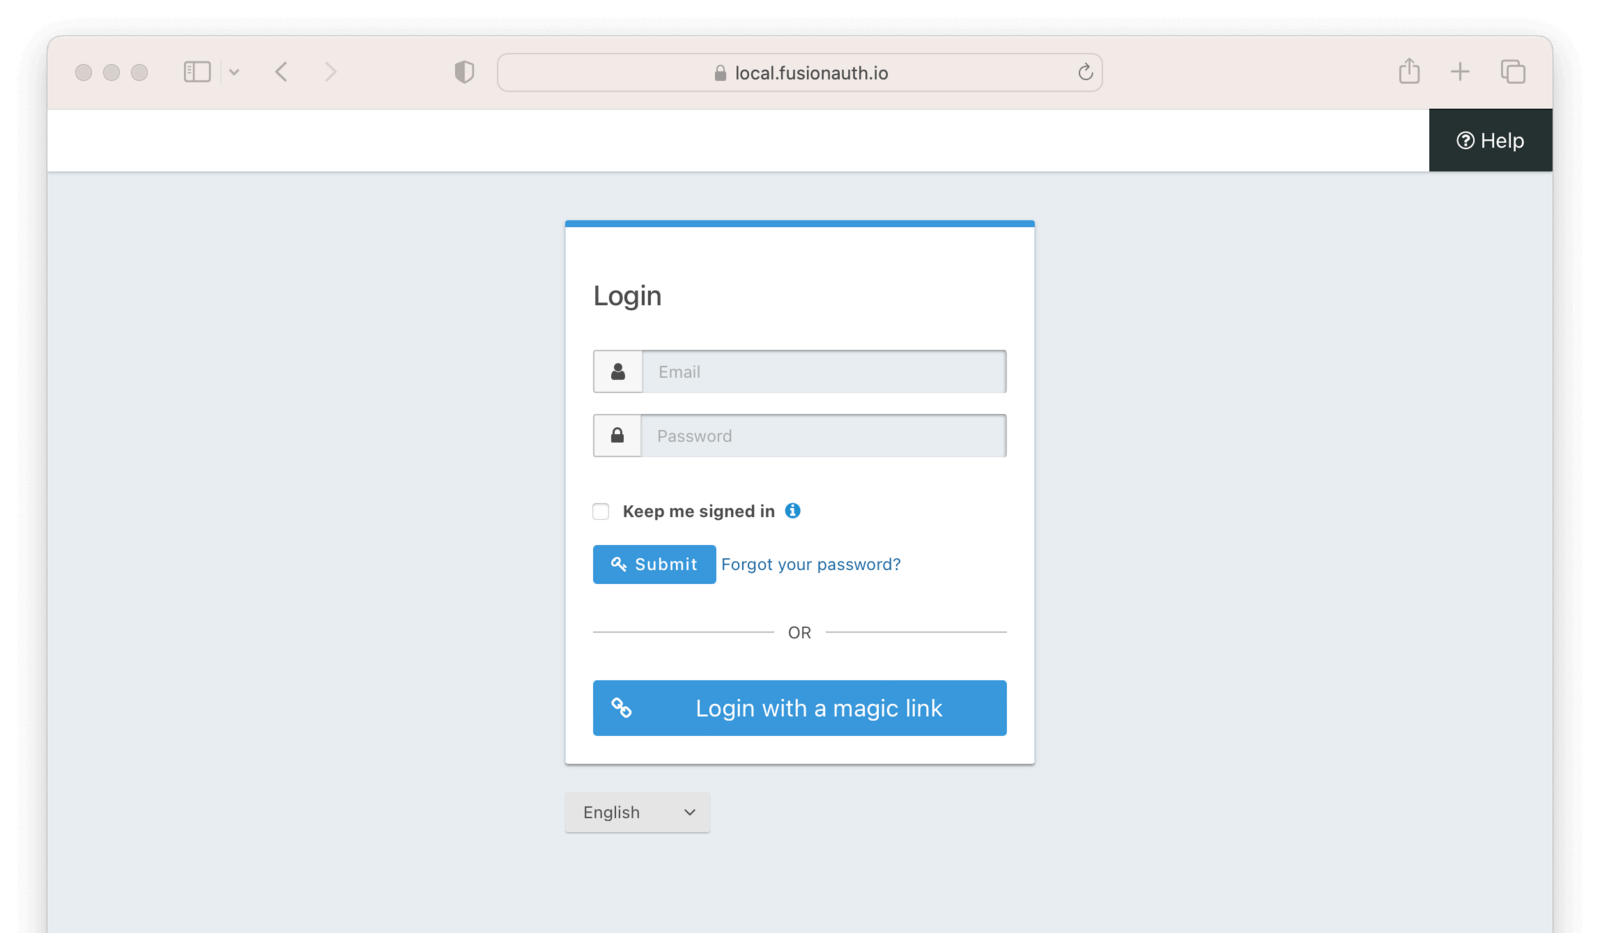 local.fusionauth.io
Help
Login
Email
Password
Keep me signed in
Submit Forgot your password?
OR
Login with a magic link
English